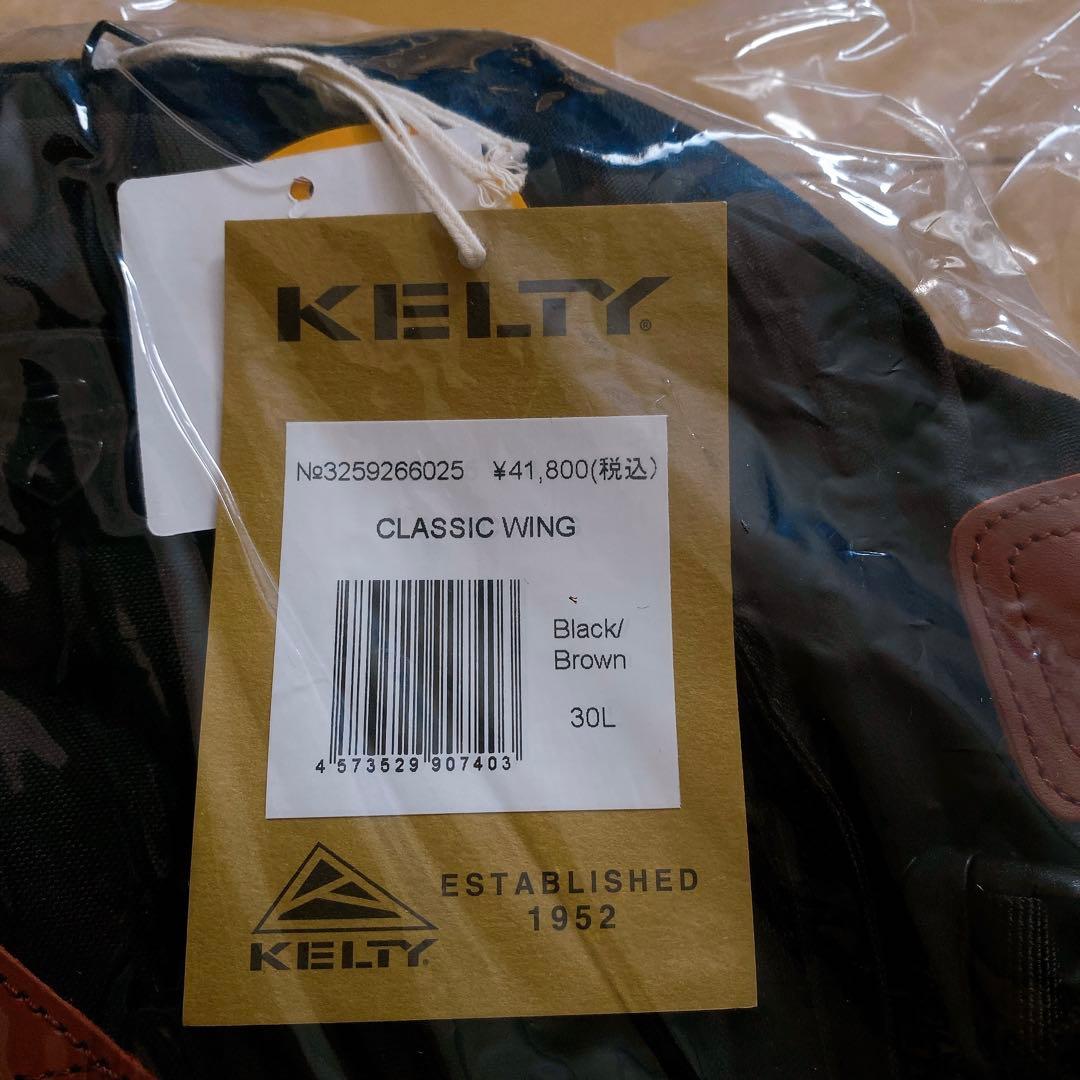 KELTY®
№3259266025 ¥41,800(税込)
CLASSIC WING
Black/
Brown
30L
4 573529 907403
ESTABLISHED
1952
KELTY®